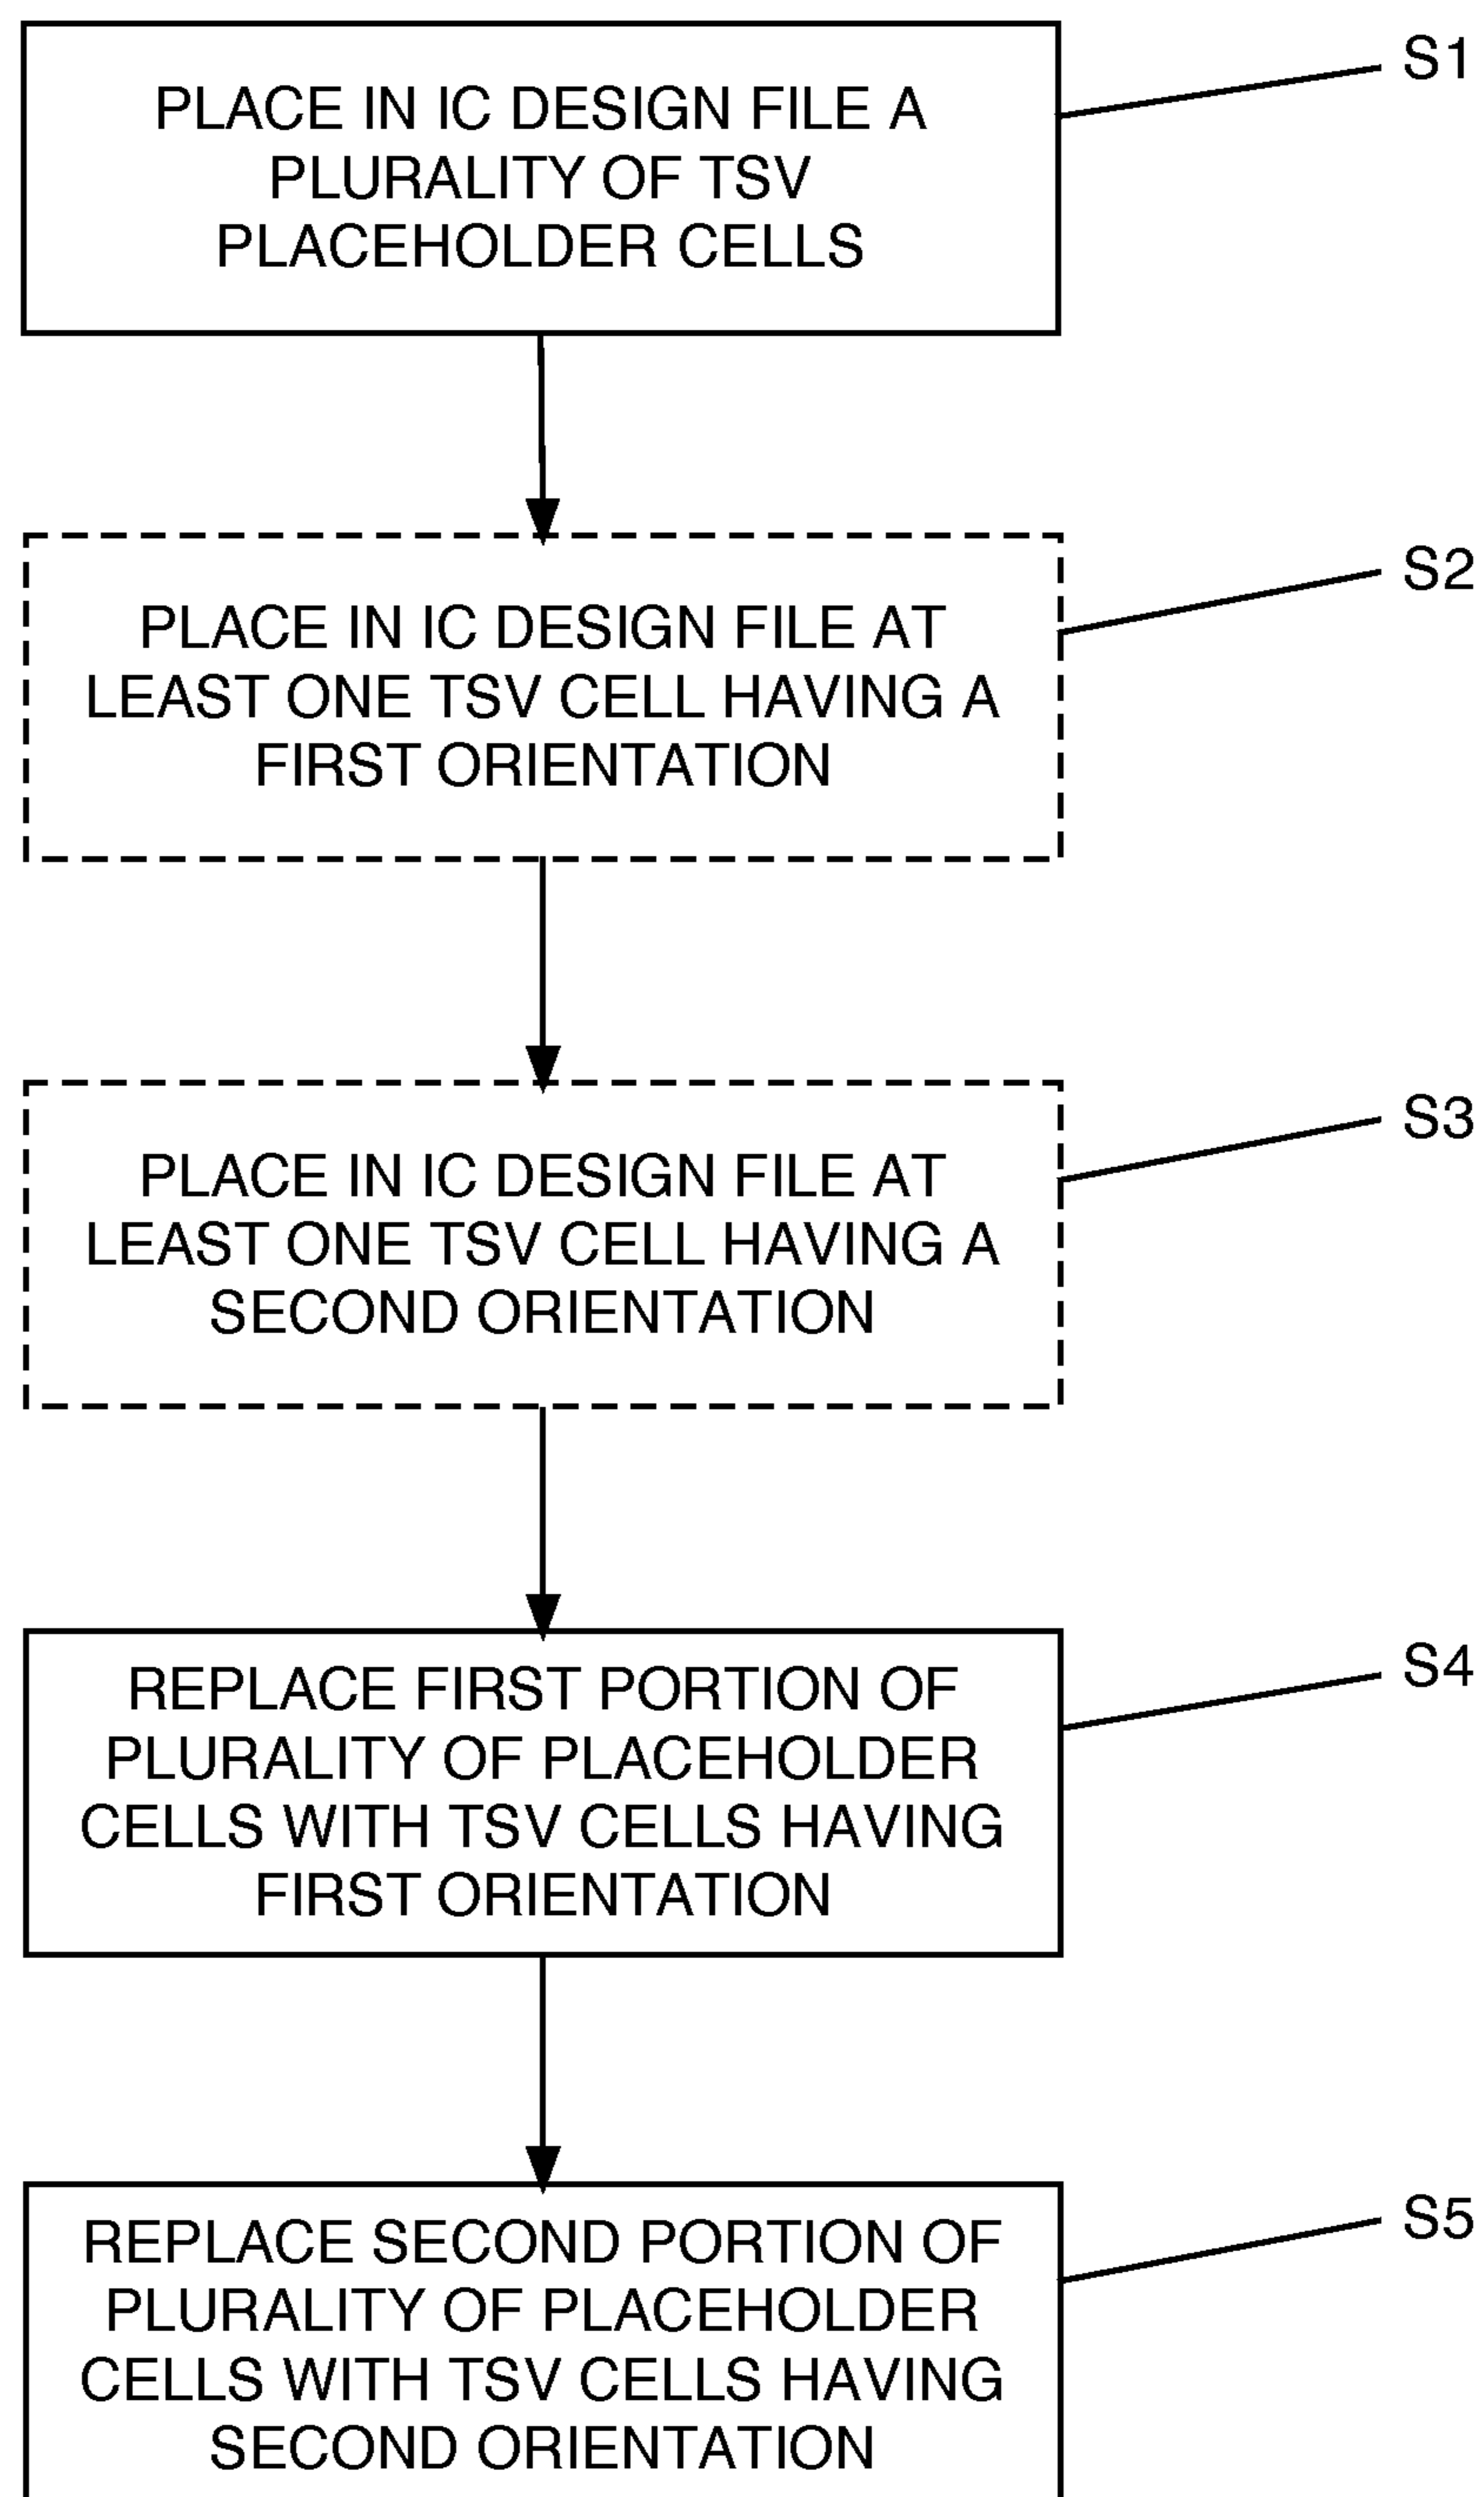 PLACE IN IC DESIGN FILE A
PLURALITY OF TSV
PLACEHOLDER CELLS
S1
PLACE IN IC DESIGN FILE AT
LEAST ONE TSV CELL HAVING A
FIRST ORIENTATION
S2
PLACE IN IC DESIGN FILE AT
LEAST ONE TSV CELL HAVING A
SECOND ORIENTATION
S3
REPLACE FIRST PORTION OF
PLURALITY OF PLACEHOLDER
CELLS WITH TSV CELLS HAVING
FIRST ORIENTATION
S4
REPLACE SECOND PORTION OF
PLURALITY OF PLACEHOLDER
CELLS WITH TSV CELLS HAVING
SECOND ORIENTATION
S5